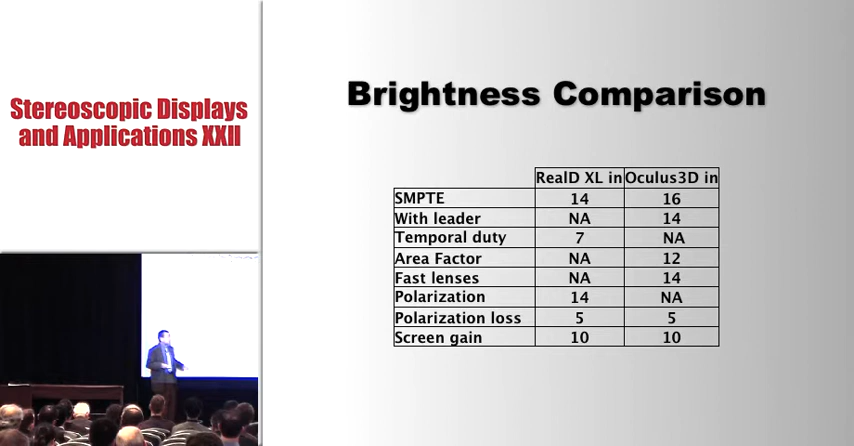 Stereoscopic Displays
and Applications XXII
Brightness Comparison
RealD XL in Oculus3D in
SMPTE 14 16
With leader NA 14
Temporal duty 7 NA
Area Factor NA 12
Fast lenses NA 14
Polarization 14 NA
Polarization loss 5 5
Screen gain 10 10